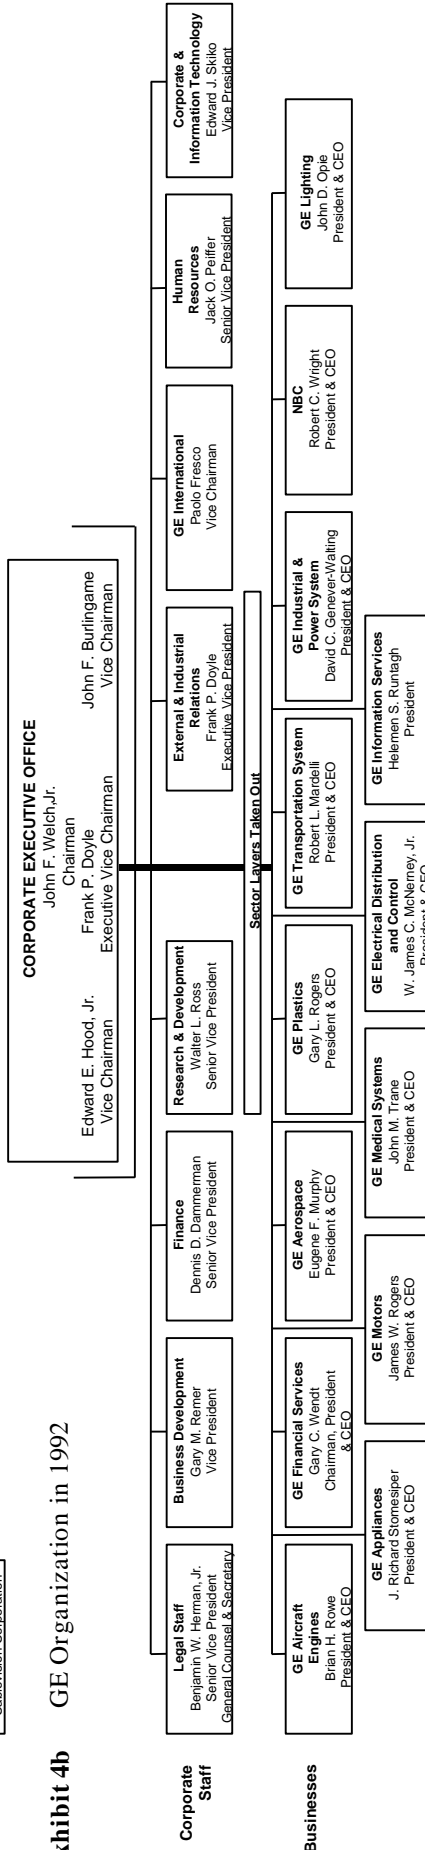 Exhibit 4b GE Organization in 1992
CORPORATE EXECUTIVE OFFICE
John F. Welch,Jr.
Chairman
Edward E. Hood, Jr.
Vice Chairman
Frank P. Doyle
Executive Vice Chairman
John F. Burlingame
Vice Chairman
Corporate
Staff
Legal Staff
Benjamin W. Herman, Jr.
Senior Vice President
General Counsel & Secretary
Business Development
Gary M. Remer
Vice President
Finance
Dennis D. Dammerman
Senior Vice President
Research & Development
Walter L. Ross
Senior Vice President
External & Industrial
Relations
Frank P. Doyle
Executive Vice President
GE International
Paolo Fresco
Vice Chairman
Human
Resources
Jack O. Peiffer
Senior Vice President
Corporate &
Information Technology
Edward J. Skiko
Vice President
Sector Layers Taken Out
Businesses
GE Aircraft
Engines
Brian H. Rowe
President & CEO
GE Financial Services
Gary C. Wendt
Chairman, President
& CEO
GE Aerospace
Eugene F. Murphy
President & CEO
GE Plastics
Gary L. Rogers
President & CEO
GE Transportation System
Robert L. Mardelli
President & CEO
GE Industrial &
Power System
David C. Genever-Walting
President & CEO
NBC
Robert C. Wright
President & CEO
GE Lighting
John D. Opie
President & CEO
GE Appliances
J. Richard Stomesiper
President & CEO
GE Motors
James W. Rogers
President & CEO
GE Medical Systems
John M. Trane
President & CEO
GE Electrical Distribution
and Control
W. James C. McNerney, Jr.
President & CEO
GE Information Services
Helemen S. Runtagh
President